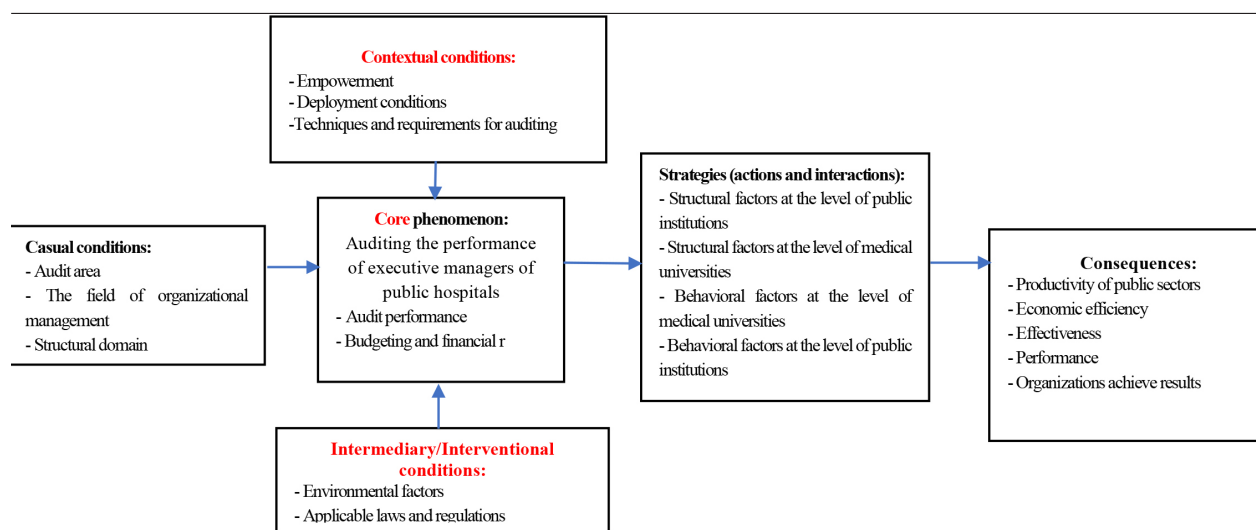 Contextual conditions:
- Empowerment
- Deployment conditions
-Techniques and requirements for auditing
Casual conditions:
- Audit area
- The field of organizational
management
- Structural domain
Core phenomenon:
Auditing the performance
of executive managers of
public hospitals
- Audit performance
- Budgeting and financial r
Intermediary/Interventional
conditions:
- Environmental factors
- Applicable laws and regulations
Strategies (actions and interactions):
- Structural factors at the level of public
institutions
- Structural factors at the level of medical
universities
- Behavioral factors at the level of
medical universities
- Behavioral factors at the level of public
institutions
Consequences:
- Productivity of public sectors
- Economic efficiency
- Effectiveness
- Performance
- Organizations achieve results